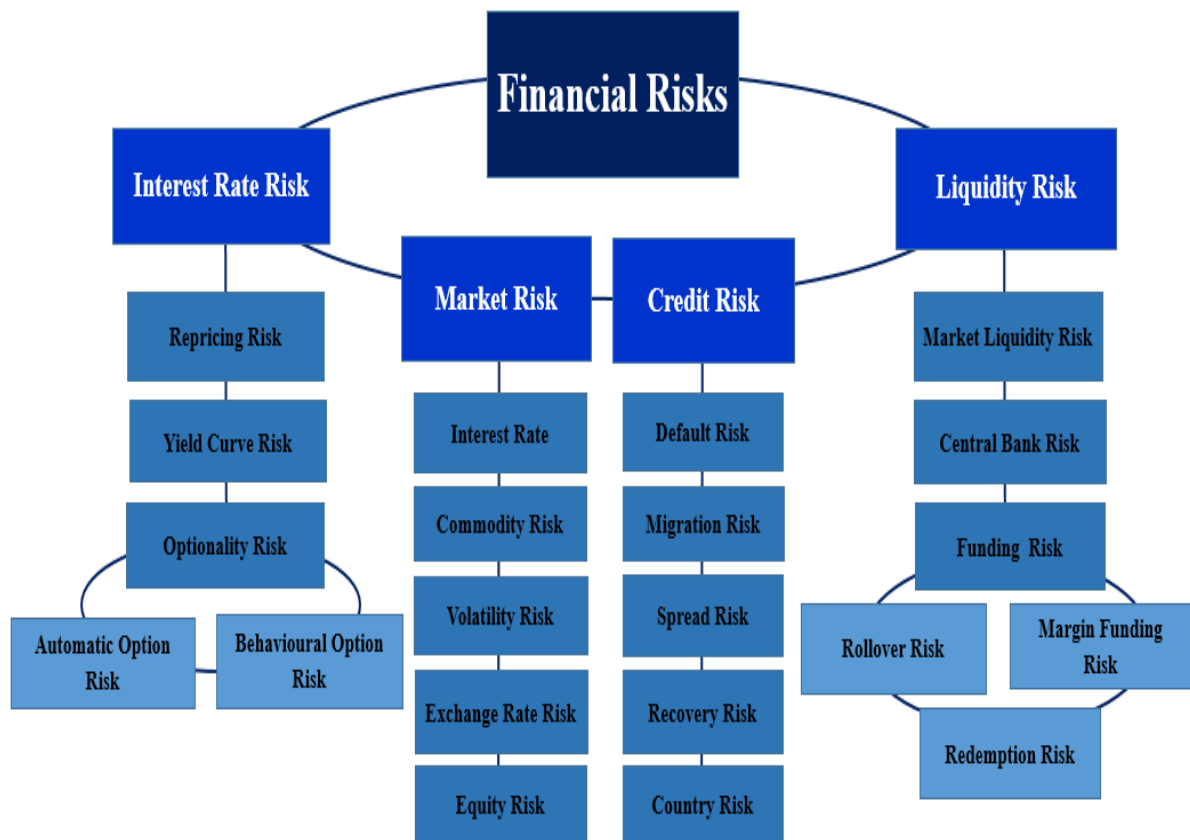 Financial Risks
Interest Rate Risk
Repricing Risk
Yield Curve Risk
Optionality Risk
Automatic Option
Risk
Behavioural Option
Risk
Market Risk
Interest Rate
Commodity Risk
Volatility Risk
Exchange Rate Risk
Equity Risk
Credit Risk
Default Risk
Migration Risk
Spread Risk
Recovery Risk
Country Risk
Liquidity Risk
Market Liquidity Risk
Central Bank Risk
Funding Risk
Rollover Risk
Margin Funding
Risk
Redemption Risk